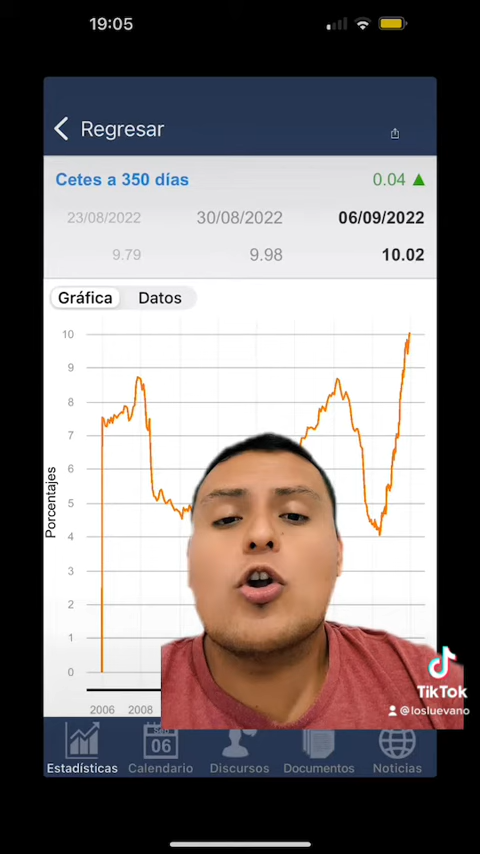 19:05
Regresar
Cetes a 350 días 0.04
23/08/2022 30/08/2022 06/09/2022
9.79 9.98 10.02
Gráfica Datos
10
9
8
7
6
5
4
3
2
1
0
Porcentajes
2006 2008
TikTok
@losluevano
06
Estadísticas Calendario Discursos Documentos Noticias